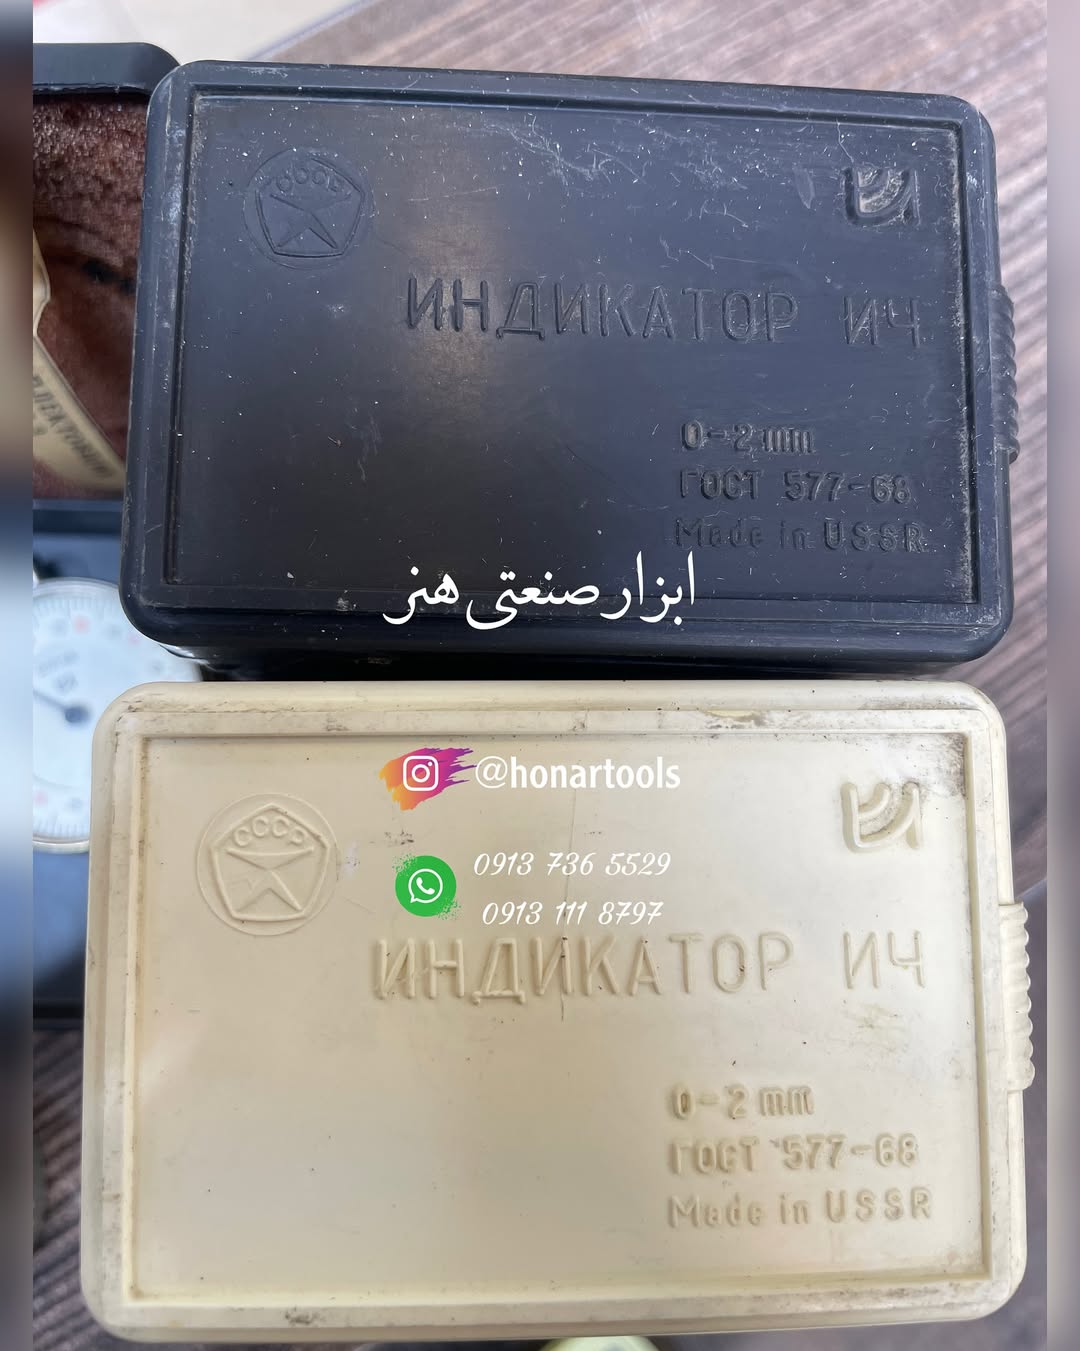 СССР
ИНДИКАТОР ИЧ
0-2 mm
ГОСТ 577-68
Made in USSR
ابزار صنعتی هنر
@honartools
СССР
0913 736 5529
0913 111 8797
ИНДИКАТОР ИЧ
0-2 mm
ГОСТ 577-68
Made in USSR